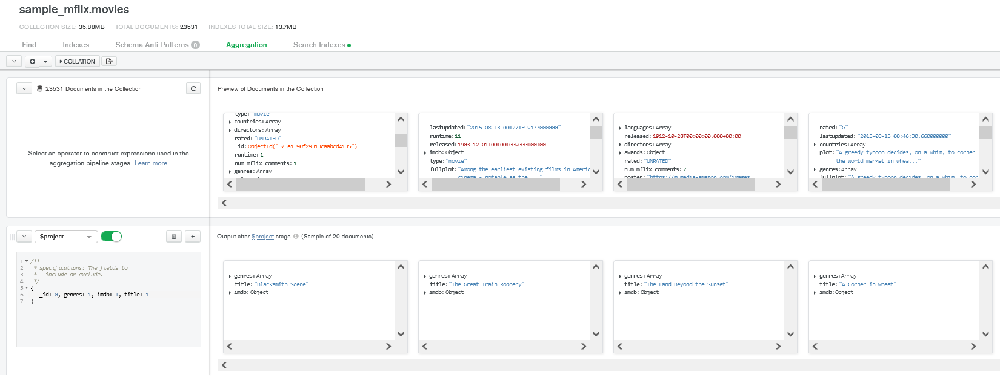 sample_mflix.movies
COLLECTION SIZE: 35.88MB TOTAL DOCUMENTS: 23531 INDEXES TOTAL SIZE: 13.7MB
Find Indexes Schema Anti-Patterns 0 Aggregation Search Indexes
COLLATION
23531 Documents in the Collection
Select an operator to construct expressions used in the
aggregation pipeline stages. Learn more
Preview of Documents in the Collection
type: "movie"
countries: Array
directors: Array
rated: "UNRATED"
_id: ObjectId("573a1390f29313caabcd4135")
runtime: 1
num_mflix_comments: 1
genres: Array
lastupdated: "2015-08-13 00:27:59.177000000"
runtime: 11
released: 1903-12-01T00:00:00.000+00:00
imdb: Object
type: "movie"
fullplot: "Among the earliest existing films in Americ
cinema - notable as the ..."
languages: Array
released: 1912-10-28T00:00:00.000+00:00
directors: Array
awards: Object
rated: "UNRATED"
num_mflix_comments: 2
poster: "https://m.media-amazon.com/images
rated: "G"
lastupdated: "2015-08-13 00:46:30.660000000"
countries: Array
plot: "A greedy tycoon decides, on a whim, to corner
the world market in whea..."
genres: Array
fullplot: "A greedy tycoon decides, on a whim, to corn
$project
1 /**
2 * specifications: The fields to
3 * include or exclude.
4 */
5 {
6 _id: 0, genres: 1, imdb: 1, title: 1
7 }
Output after $project stage (Sample of 20 documents)
genres: Array
title: "Blacksmith Scene"
imdb: Object
genres: Array
title: "The Great Train Robbery"
imdb: Object
genres: Array
title: "The Land Beyond the Sunset"
imdb: Object
genres: Array
title: "A Corner in Wheat"
imdb: Object